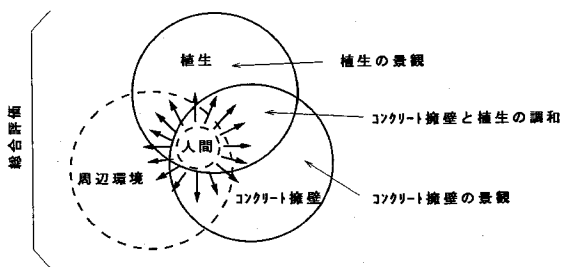 総合評価
植生
植生の景観
コンクリート擁壁と植生の調和
人間
周辺環境
コンクリート擁壁
コンクリート擁壁の景観